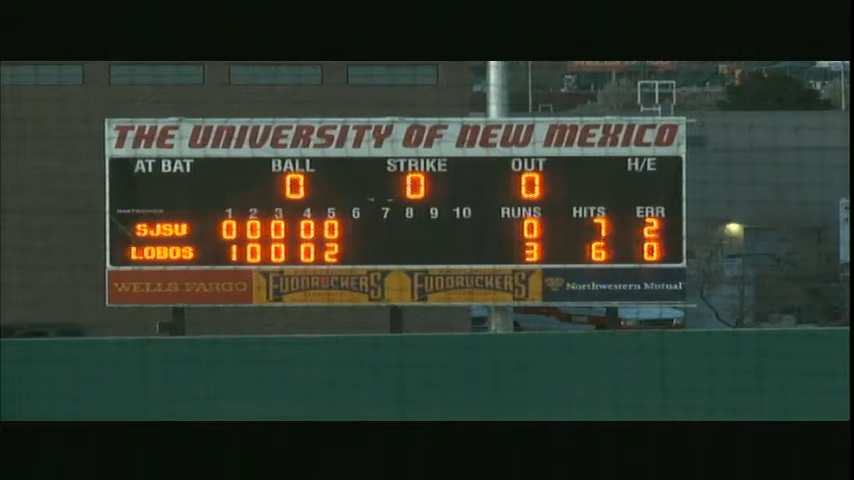 THE UNIVERSITY OF NEW MEXICO
AT BAT BALL STRIKE OUT H/E
0 0 0
1 2 3 4 5 6 7 8 9 10 RUNS HITS ERR
SJSU 0 0 0 0 0 0 7 2
LOBOS 1 0 0 0 2 3 6 0
WELLS FARGO FUDDRUCKERS FUDDRUCKERS Northwestern Mutual